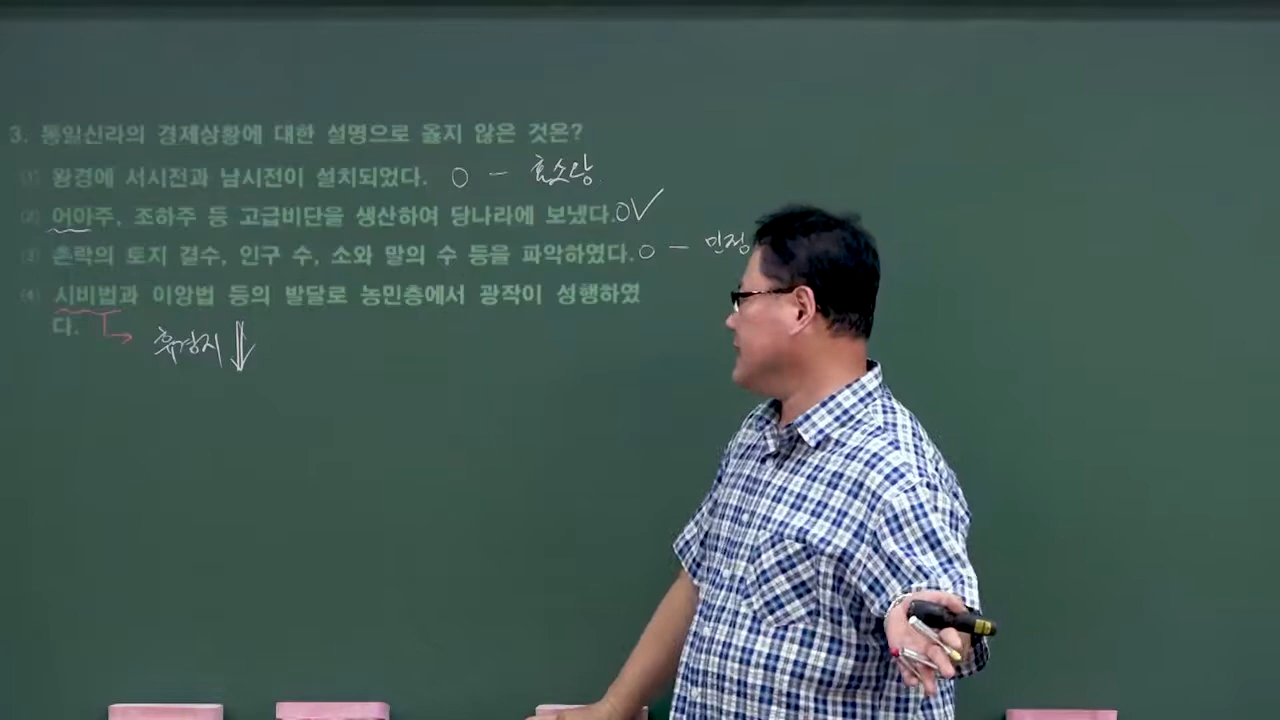 3. 통일신라의 경제상황에 대한 설명으로 옳지 않은 것은?
(1) 왕경에 서시전과 남시전이 설치되었다. O - 효소왕
(2) 어아주, 조하주 등 고급비단을 생산하여 당나라에 보냈다. O✓
(3) 촌락의 토지 결수, 인구 수, 소와 말의 수 등을 파악하였다. O - 민정
(4) 시비법과 이앙법 등의 발달로 농민층에서 광작이 성행하였
다.
휴경지 ↓